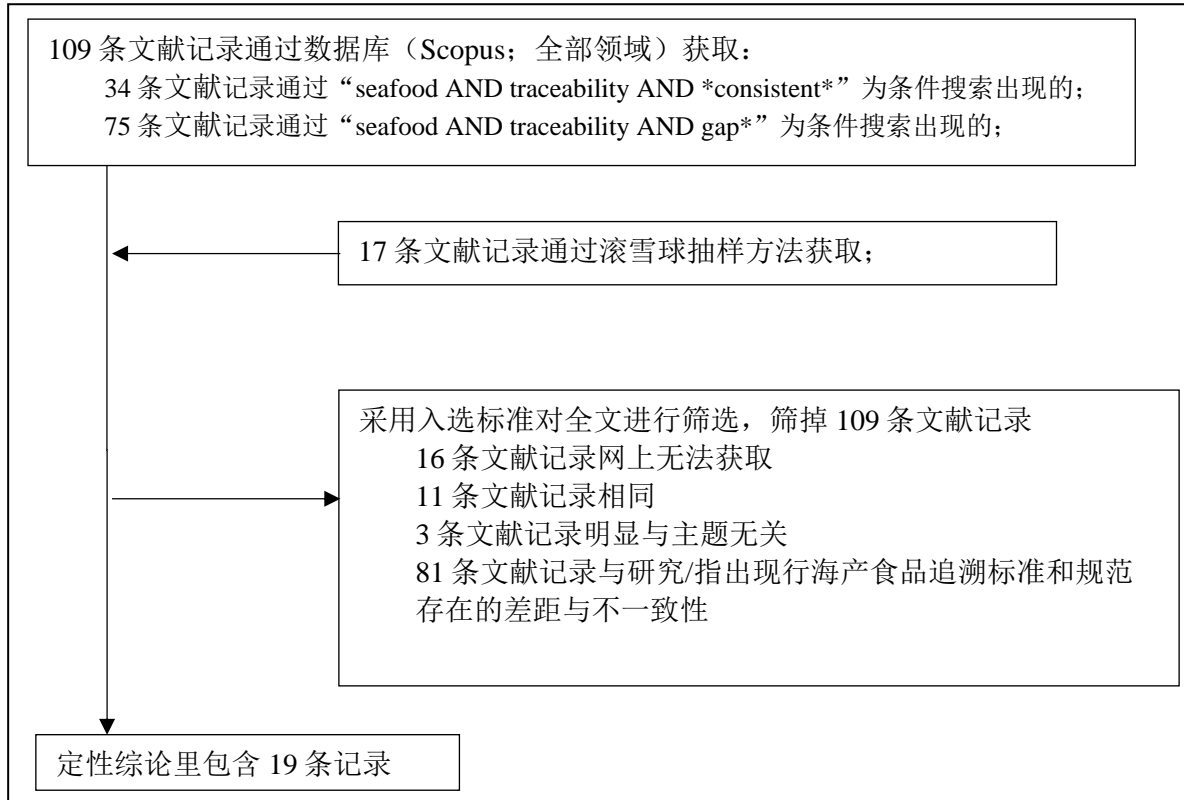 109 条文献记录通过数据库（Scopus；全部领域）获取：
34 条文献记录通过“seafood AND traceability AND *consistent*”为条件搜索出现的；
75 条文献记录通过“seafood AND traceability AND gap*”为条件搜索出现的；
17 条文献记录通过滚雪球抽样方法获取；
采用入选标准对全文进行筛选，筛掉 109 条文献记录
16 条文献记录网上无法获取
11 条文献记录相同
3 条文献记录明显与主题无关
81 条文献记录与研究/指出现行海产食品追溯标准和规范
存在的差距与不一致性
定性综论里包含 19 条记录